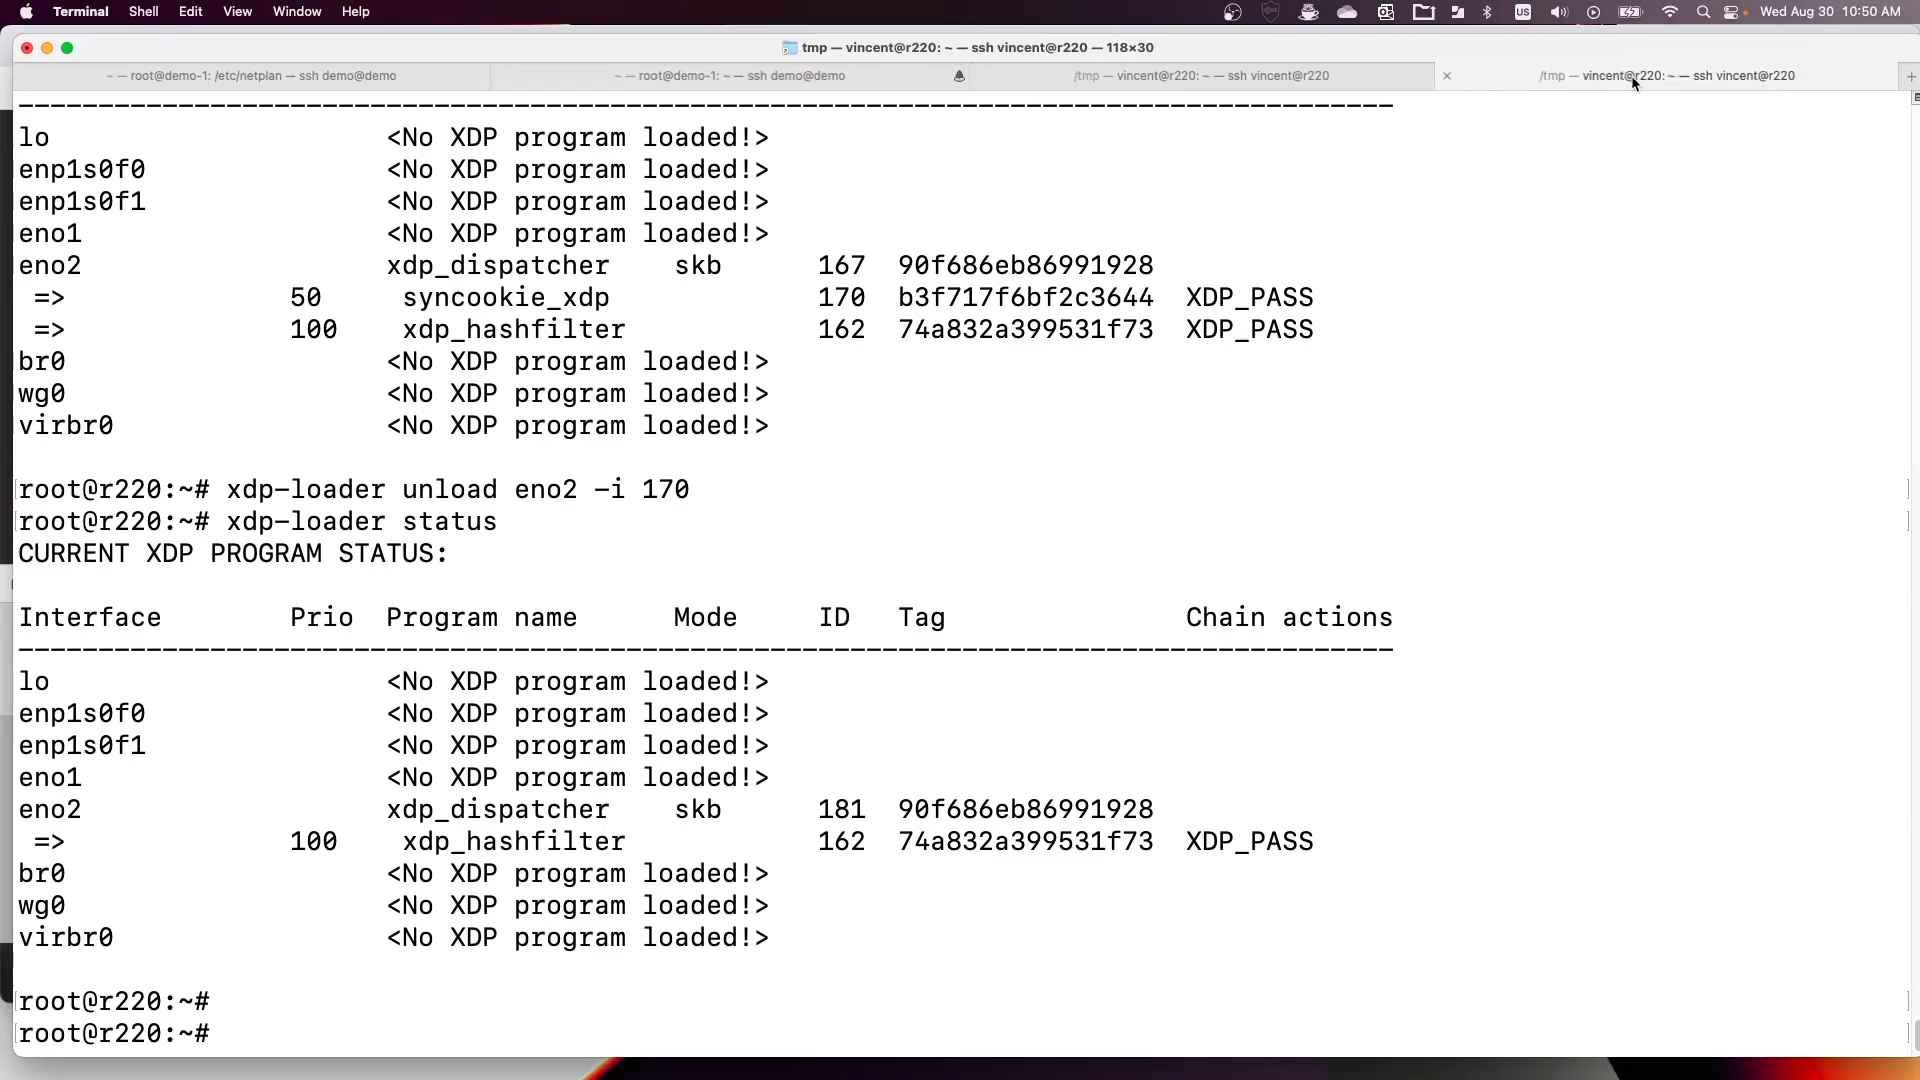 Terminal Shell Edit View Window Help US Wed Aug 30 10:50 AM
tmp — vincent@r220: ~ — ssh vincent@r220 — 118×30
~ — root@demo-1: /etc/netplan — ssh demo@demo
~ — root@demo-1: ~ — ssh demo@demo
/tmp — vincent@r220: ~ — ssh vincent@r220
/tmp — vincent@r220: ~ — ssh vincent@r220
--------------------------------------------------------------------------------------
lo <No XDP program loaded!>
enp1s0f0 <No XDP program loaded!>
enp1s0f1 <No XDP program loaded!>
eno1 <No XDP program loaded!>
eno2 xdp_dispatcher skb 167 90f686eb86991928
=> 50 syncookie_xdp 170 b3f717f6bf2c3644 XDP_PASS
=> 100 xdp_hashfilter 162 74a832a399531f73 XDP_PASS
br0 <No XDP program loaded!>
wg0 <No XDP program loaded!>
virbr0 <No XDP program loaded!>
root@r220:~# xdp-loader unload eno2 -i 170
root@r220:~# xdp-loader status
CURRENT XDP PROGRAM STATUS:
Interface Prio Program name Mode ID Tag Chain actions
--------------------------------------------------------------------------------------
lo <No XDP program loaded!>
enp1s0f0 <No XDP program loaded!>
enp1s0f1 <No XDP program loaded!>
eno1 <No XDP program loaded!>
eno2 xdp_dispatcher skb 181 90f686eb86991928
=> 100 xdp_hashfilter 162 74a832a399531f73 XDP_PASS
br0 <No XDP program loaded!>
wg0 <No XDP program loaded!>
virbr0 <No XDP program loaded!>
root@r220:~#
root@r220:~#